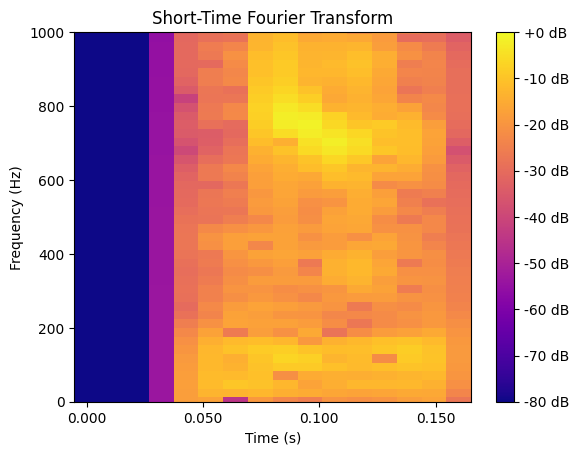 Short-Time Fourier Transform
1000
800
600
400
200
0
Frequency (Hz)
0.000
0.050
0.100
0.150
Time (s)
+0 dB
-10 dB
-20 dB
-30 dB
-40 dB
-50 dB
-60 dB
-70 dB
-80 dB